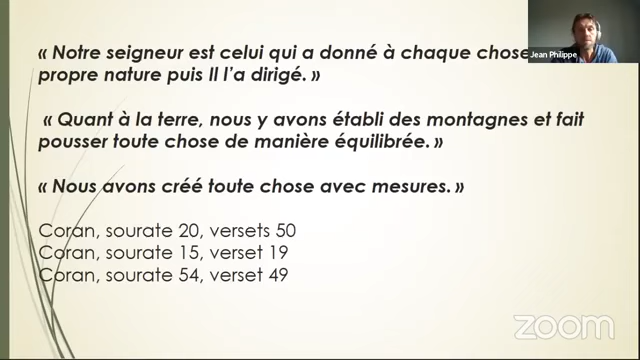 « Notre seigneur est celui qui a donné à chaque chose
propre nature puis Il l’a dirigé. »
« Quant à la terre, nous y avons établi des montagnes et fait
pousser toute chose de manière équilibrée. »
« Nous avons créé toute chose avec mesures. »
Coran, sourate 20, versets 50
Coran, sourate 15, verset 19
Coran, sourate 54, verset 49
Jean Philippe
zoom